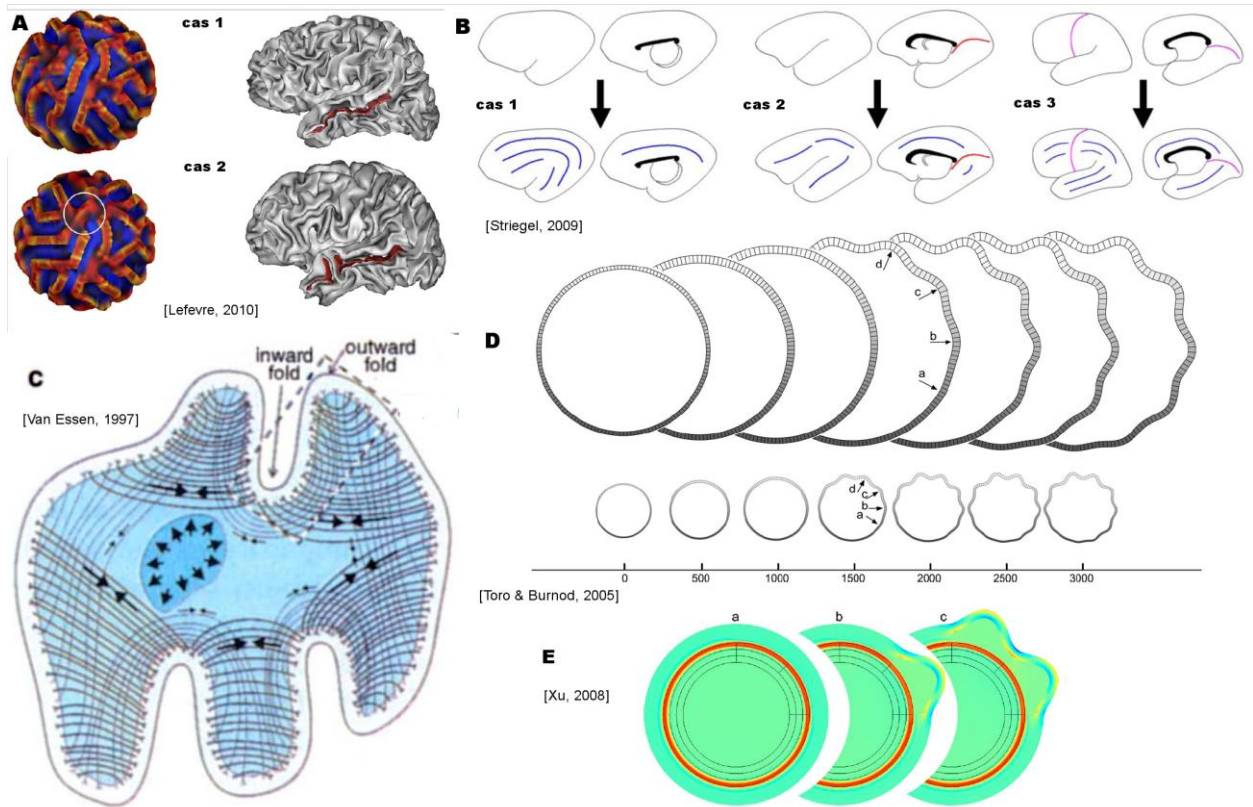 A
cas 1
cas 2
[Lefevre, 2010]
B
cas 1
cas 2
cas 3
[Striegel, 2009]
C
inward
fold
outward
fold
[Van Essen, 1997]
D
d
c
b
a
d
c
b
a
0 500 1000 1500 2000 2500 3000
[Toro & Burnod, 2005]
a b c
E
[Xu, 2008]